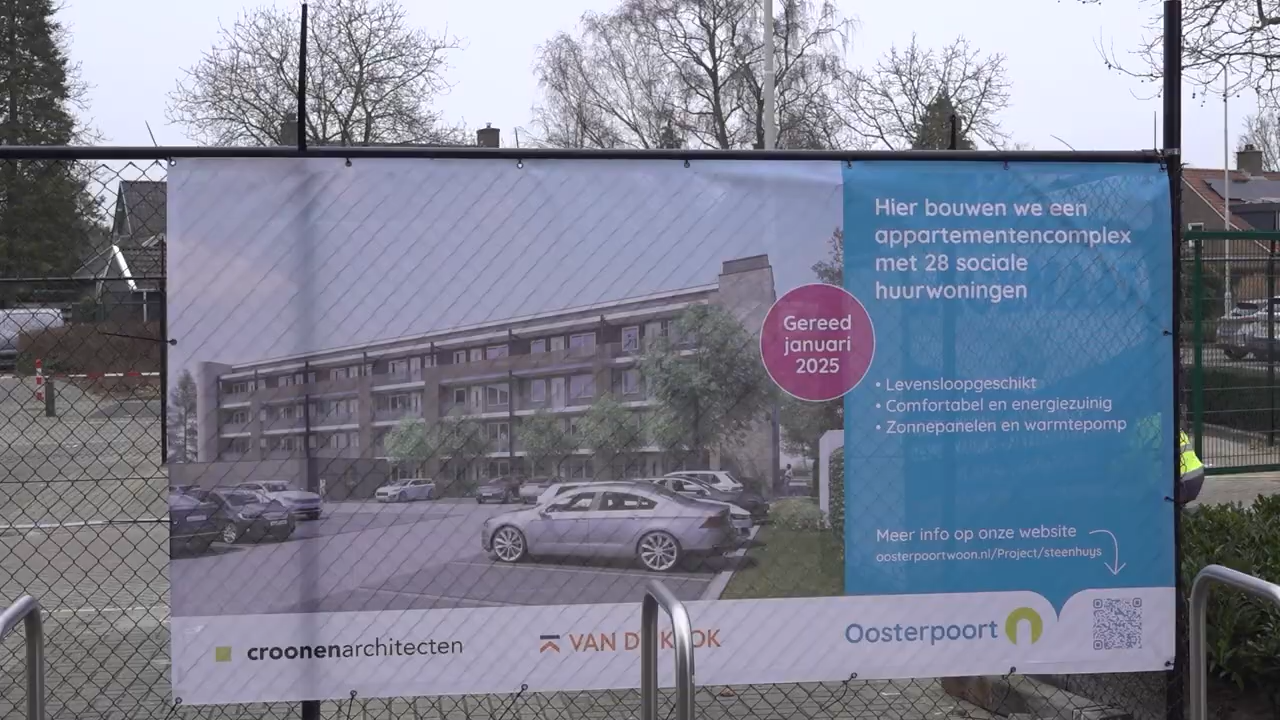 Hier bouwen we een
appartementencomplex
met 28 sociale
huurwoningen
Gereed
januari
2025
• Levensloopgeschikt
• Comfortabel en energiezuinig
• Zonnepanelen en warmtepomp
Meer info op onze website
oosterpoortwoon.nl/Project/steenhuys
croonenarchitecten
VAN D
Oosterpoort